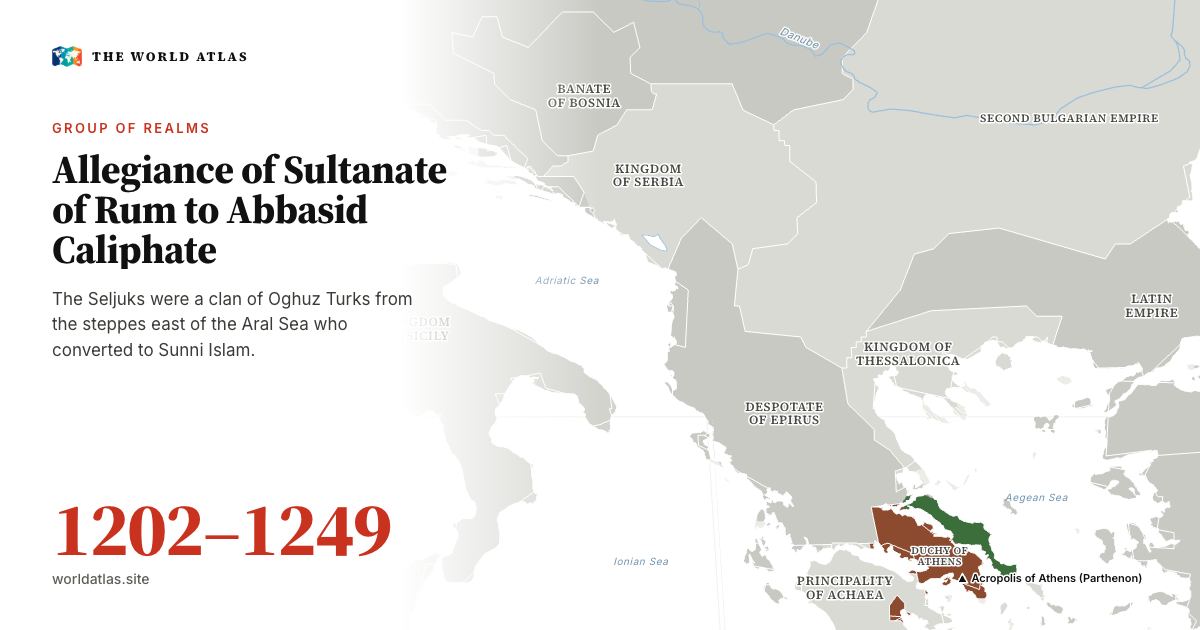 THE WORLD ATLAS
GROUP OF REALMS
Allegiance of Sultanate
of Rum to Abbasid
Caliphate
The Seljuks were a clan of Oghuz Turks from
the steppes east of the Aral Sea who
converted to Sunni Islam.
1202–1249
worldatlas.site
Danube
BANATE
OF BOSNIA
SECOND BULGARIAN EMPIRE
KINGDOM
OF SERBIA
Adriatic Sea
GDOM
SICILY
LATIN
EMPIRE
KINGDOM OF
THESSALONICA
DESPOTATE
OF EPIRUS
Aegean Sea
Ionian Sea
DUCHY OF
ATHENS
Acropolis of Athens (Parthenon)
PRINCIPALITY
OF ACHAEA